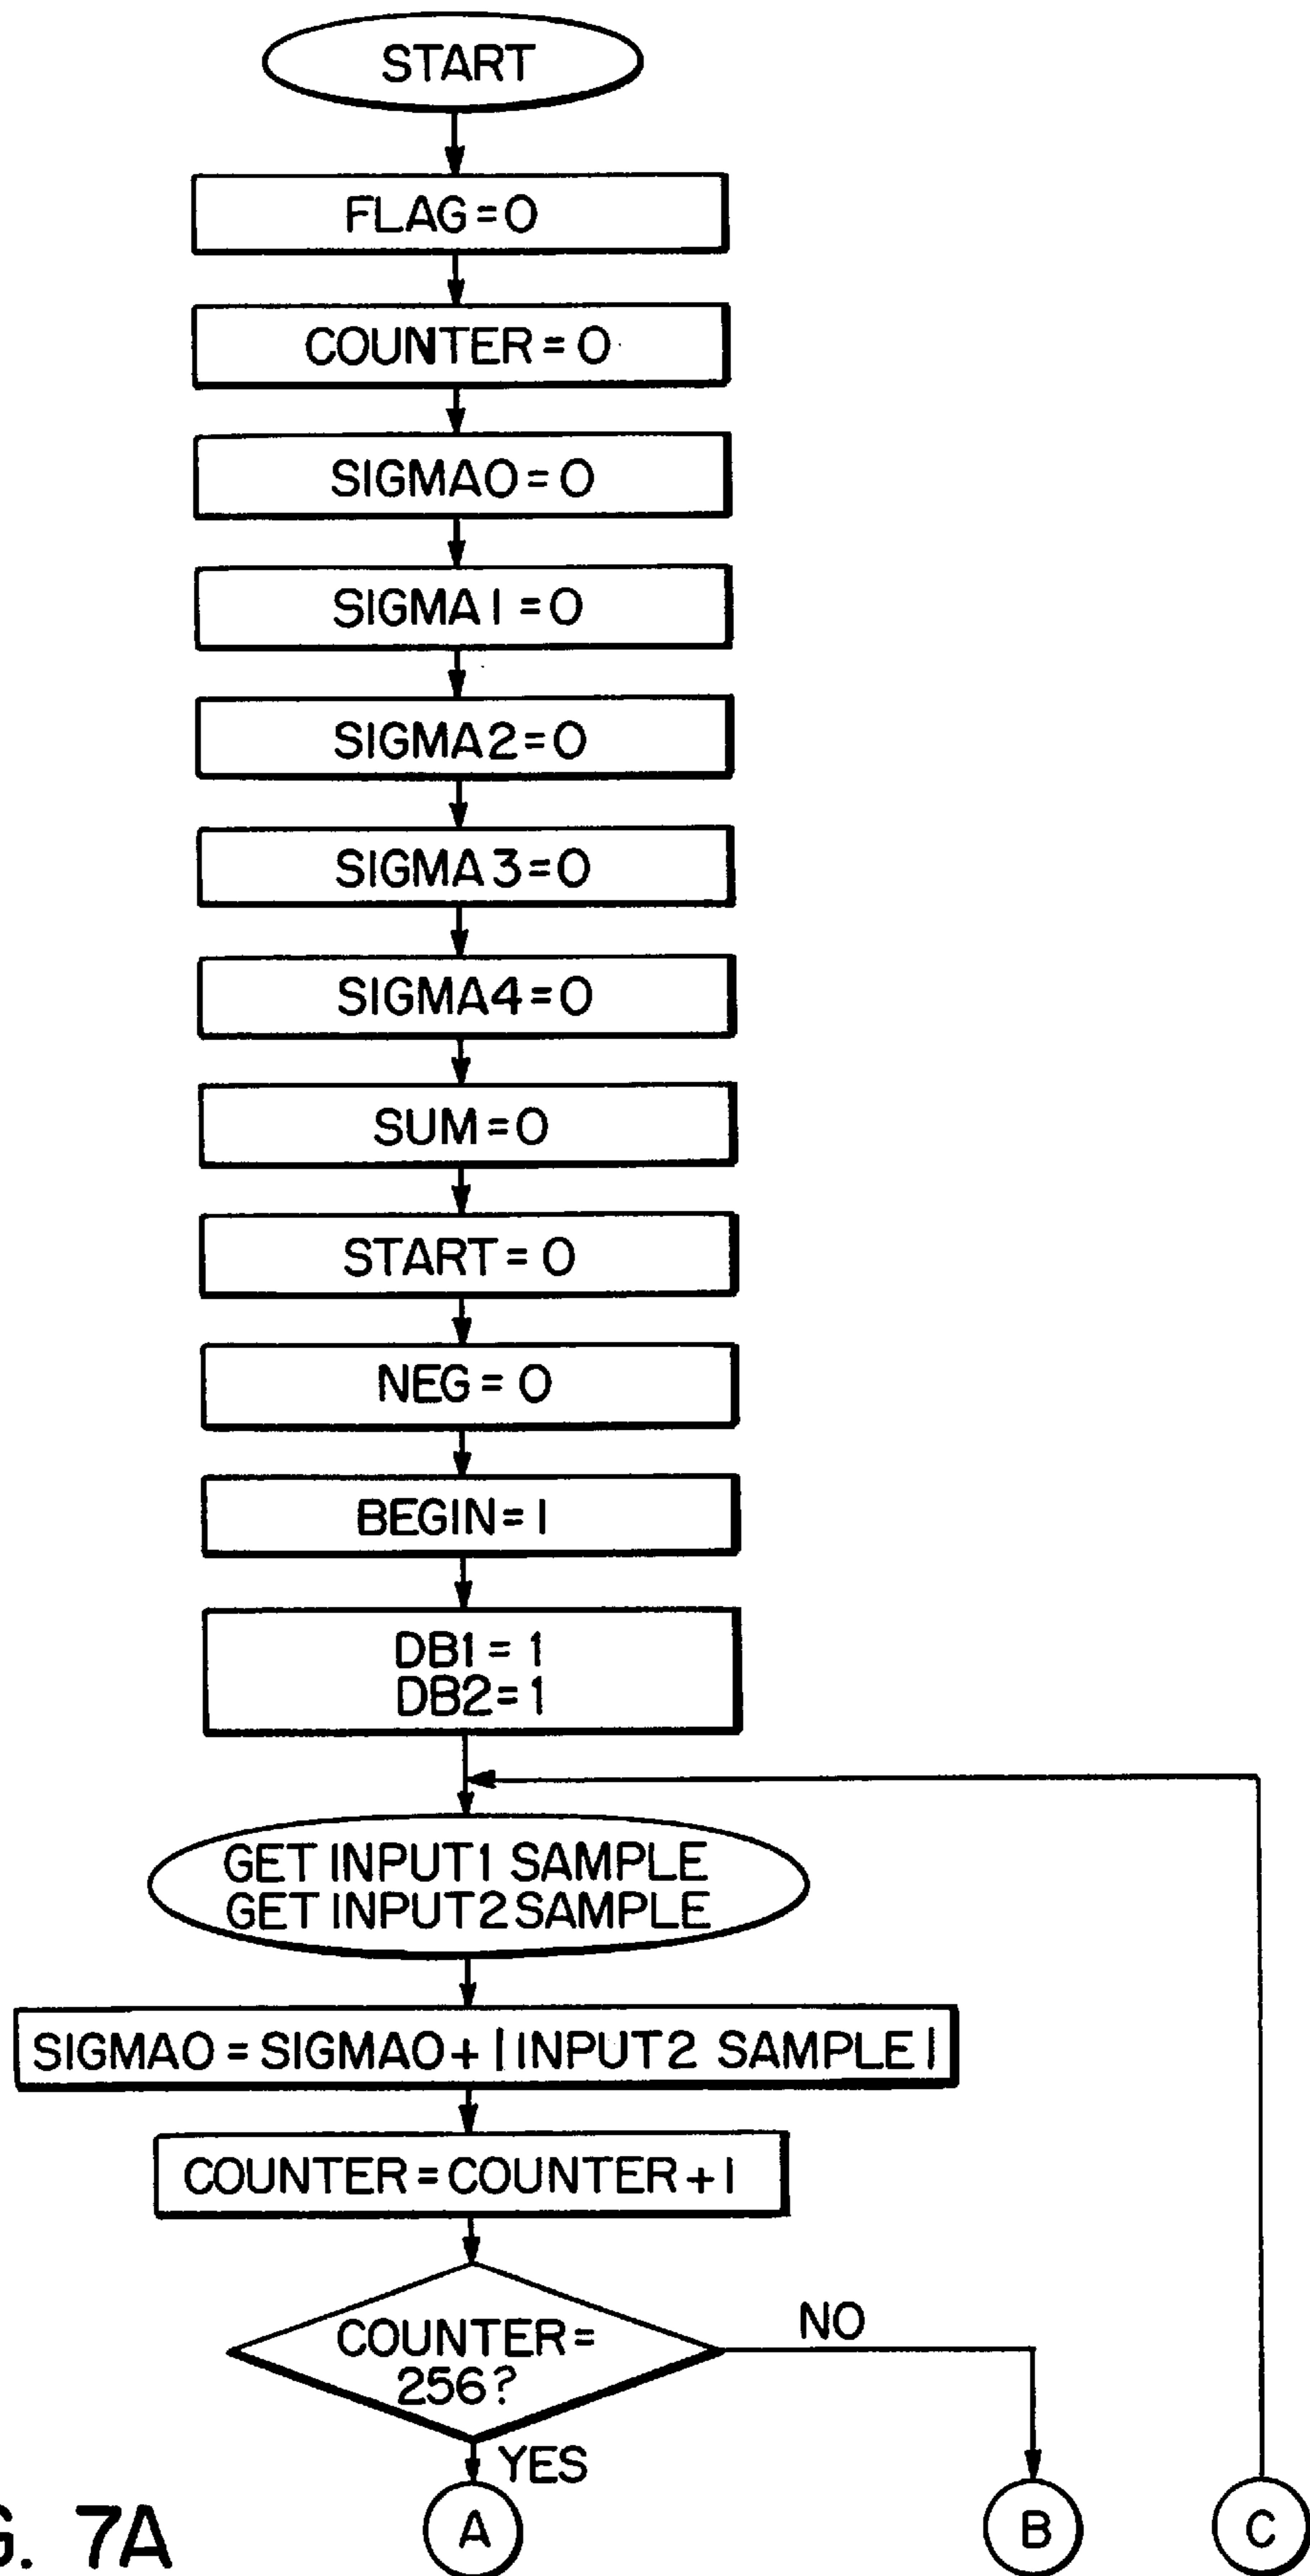 START
FLAG=0
COUNTER=0
SIGMA0=0
SIGMA1=0
SIGMA2=0
SIGMA3=0
SIGMA4=0
SUM=0
START=0
NEG=0
BEGIN=1
DB1=1
DB2=1
GET INPUT1 SAMPLE
GET INPUT2 SAMPLE
SIGMA0=SIGMA0+|INPUT2 SAMPLE|
COUNTER=COUNTER+1
COUNTER=
256?
NO
YES
A
B
C
G. 7A